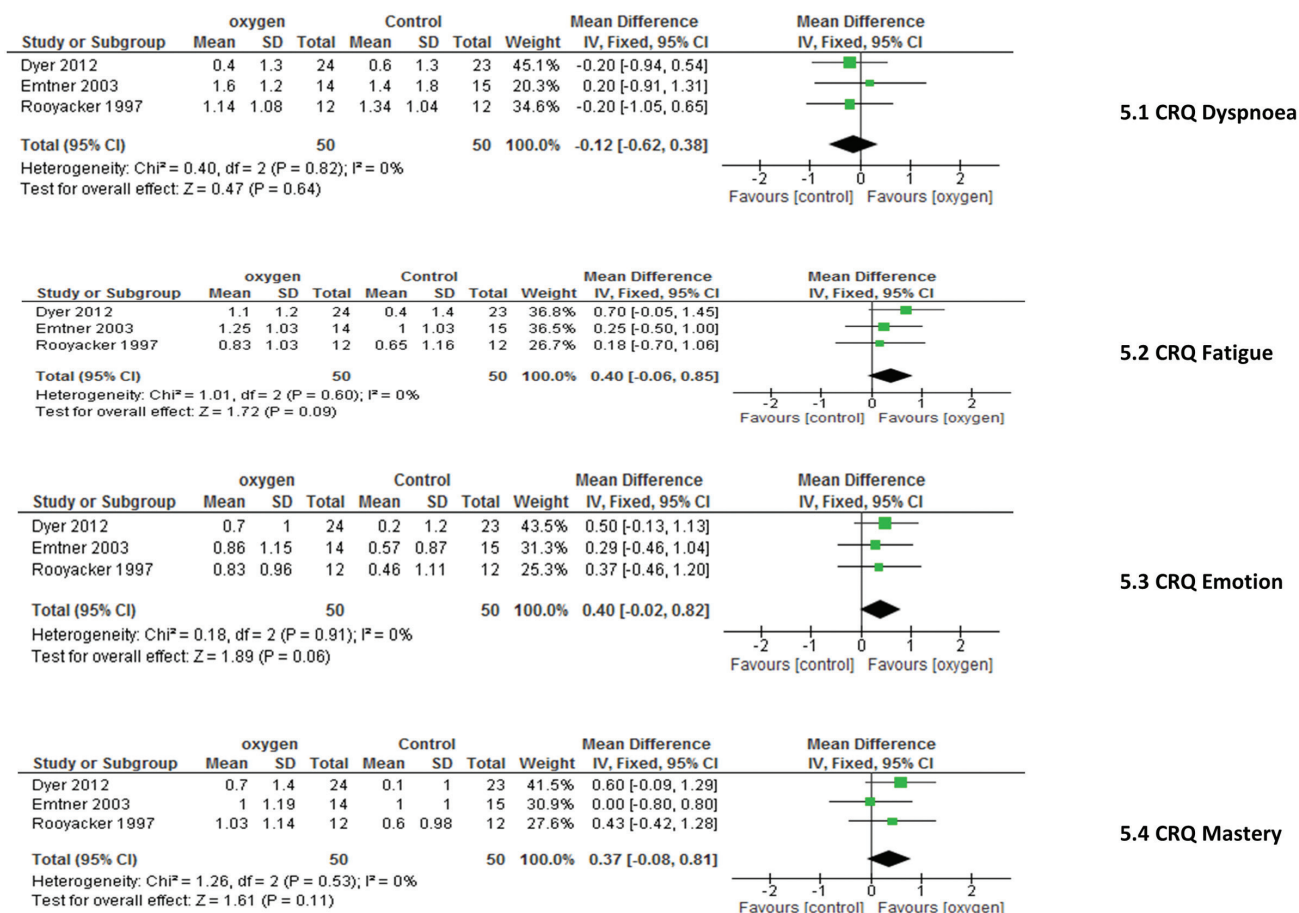 oxygen Control Mean Difference Mean Difference
Study or Subgroup Mean SD Total Mean SD Total Weight IV, Fixed, 95% CI IV, Fixed, 95% CI
Dyer 2012 0.4 1.3 24 0.6 1.3 23 45.1% -0.20 [-0.94, 0.54]
Emtner 2003 1.6 1.2 14 1.4 1.8 15 20.3% 0.20 [-0.91, 1.31]
Rooyacker 1997 1.14 1.08 12 1.34 1.04 12 34.6% -0.20 [-1.05, 0.65]
5.1 CRQ Dyspnoea
Total (95% CI) 50 50 100.0% -0.12 [-0.62, 0.38]
Heterogeneity: Chi² = 0.40, df = 2 (P = 0.82); I² = 0%
Test for overall effect: Z = 0.47 (P = 0.64)
-2 -1 0 1 2
Favours [control] Favours [oxygen]
oxygen Control Mean Difference Mean Difference
Study or Subgroup Mean SD Total Mean SD Total Weight IV, Fixed, 95% CI IV, Fixed, 95% CI
Dyer 2012 1.1 1.2 24 0.4 1.4 23 36.8% 0.70 [-0.05, 1.45]
Emtner 2003 1.25 1.03 14 1 1.03 15 36.5% 0.25 [-0.50, 1.00]
Rooyacker 1997 0.83 1.03 12 0.65 1.16 12 26.7% 0.18 [-0.70, 1.06]
5.2 CRQ Fatigue
Total (95% CI) 50 50 100.0% 0.40 [-0.06, 0.85]
Heterogeneity: Chi² = 1.01, df = 2 (P = 0.60); I² = 0%
Test for overall effect: Z = 1.72 (P = 0.09)
-2 -1 0 1 2
Favours [control] Favours [oxygen]
oxygen Control Mean Difference Mean Difference
Study or Subgroup Mean SD Total Mean SD Total Weight IV, Fixed, 95% CI IV, Fixed, 95% CI
Dyer 2012 0.7 1 24 0.2 1.2 23 43.5% 0.50 [-0.13, 1.13]
Emtner 2003 0.86 1.15 14 0.57 0.87 15 31.3% 0.29 [-0.46, 1.04]
Rooyacker 1997 0.83 0.96 12 0.46 1.11 12 25.3% 0.37 [-0.46, 1.20]
5.3 CRQ Emotion
Total (95% CI) 50 50 100.0% 0.40 [-0.02, 0.82]
Heterogeneity: Chi² = 0.18, df = 2 (P = 0.91); I² = 0%
Test for overall effect: Z = 1.89 (P = 0.06)
-2 -1 0 1 2
Favours [control] Favours [oxygen]
oxygen Control Mean Difference Mean Difference
Study or Subgroup Mean SD Total Mean SD Total Weight IV, Fixed, 95% CI IV, Fixed, 95% CI
Dyer 2012 0.7 1.4 24 0.1 1 23 41.5% 0.60 [-0.09, 1.29]
Emtner 2003 1 1.19 14 1 1 15 30.9% 0.00 [-0.80, 0.80]
Rooyacker 1997 1.03 1.14 12 0.6 0.98 12 27.6% 0.43 [-0.42, 1.28]
5.4 CRQ Mastery
Total (95% CI) 50 50 100.0% 0.37 [-0.08, 0.81]
Heterogeneity: Chi² = 1.26, df = 2 (P = 0.53); I² = 0%
Test for overall effect: Z = 1.61 (P = 0.11)
-2 -1 0 1 2
Favours [control] Favours [oxygen]